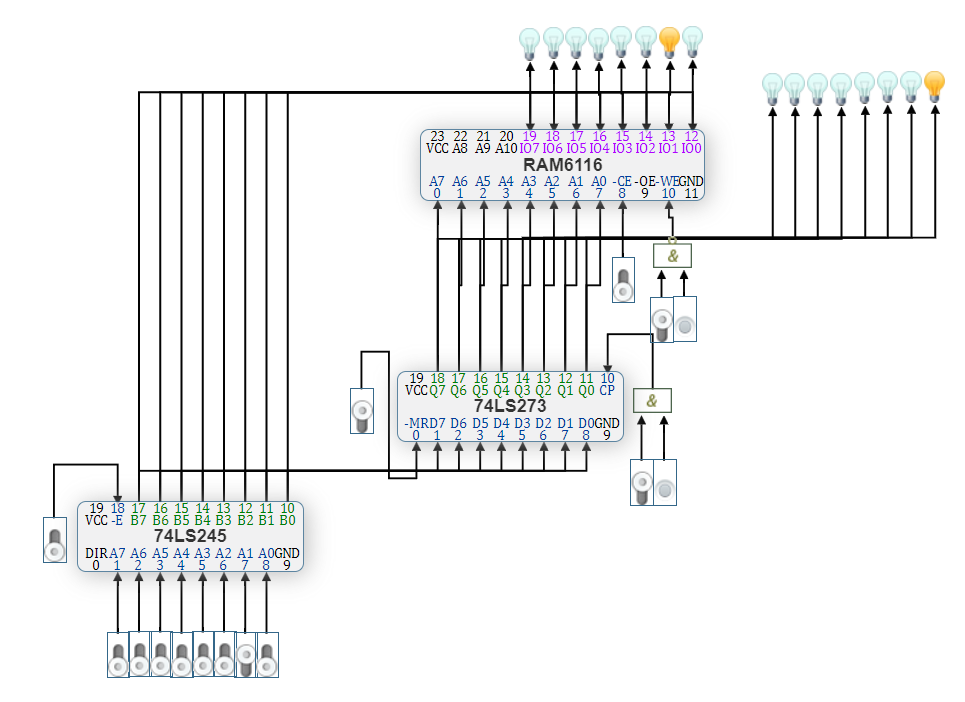 23 22 21 20 19 18 17 16 15 14 13 12
VCC A8 A9 A10 IO7 IO6 IO5 IO4 IO3 IO2 IO1 IO0
RAM6116
A7 A6 A5 A4 A3 A2 A1 A0 -CE -OE -WE GND
0 1 2 3 4 5 6 7 8 9 10 11
&
19 18 17 16 15 14 13 12 11 10
VCC Q7 Q6 Q5 Q4 Q3 Q2 Q1 Q0 CP
&
74LS273
-MR D7 D6 D5 D4 D3 D2 D1 D0 GND
0 1 2 3 4 5 6 7 8 9
19 18 17 16 15 14 13 12 11 10
VCC -E B7 B6 B5 B4 B3 B2 B1 B0
74LS245
DIR A7 A6 A5 A4 A3 A2 A1 A0 GND
0 1 2 3 4 5 6 7 8 9